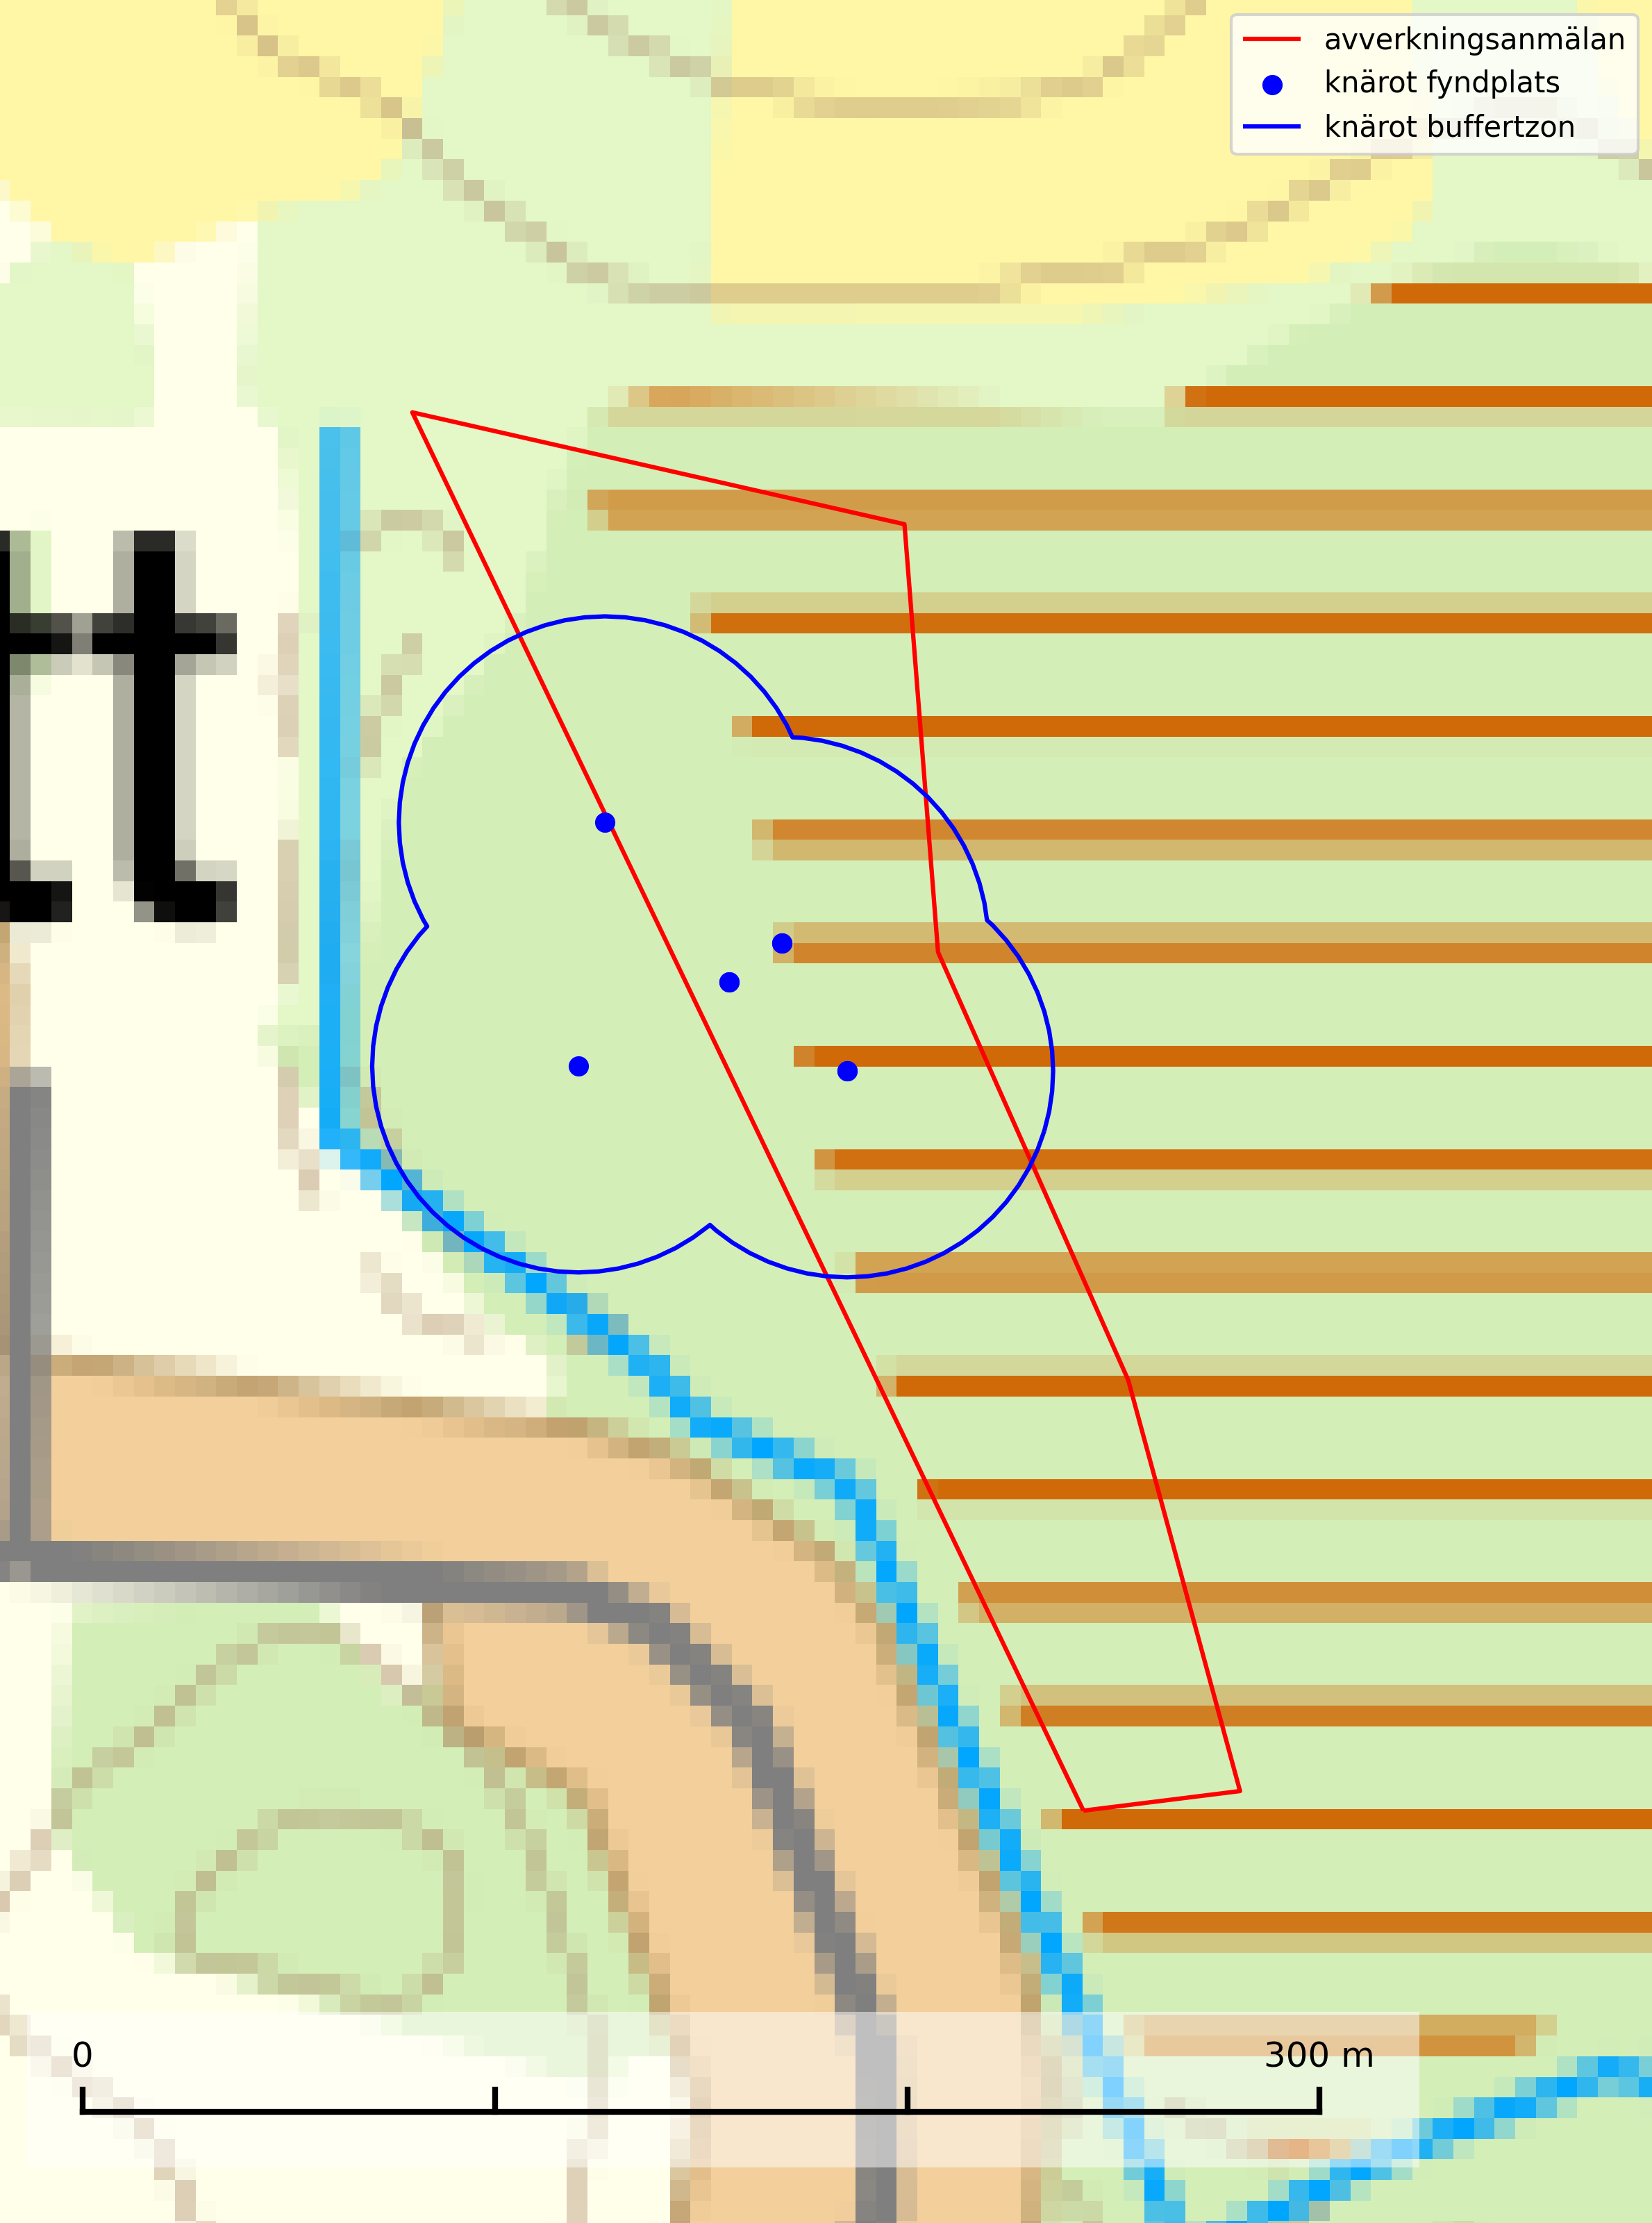 avverkningsanmälan
knärot fyndplats
knärot buffertzon
0 300 m